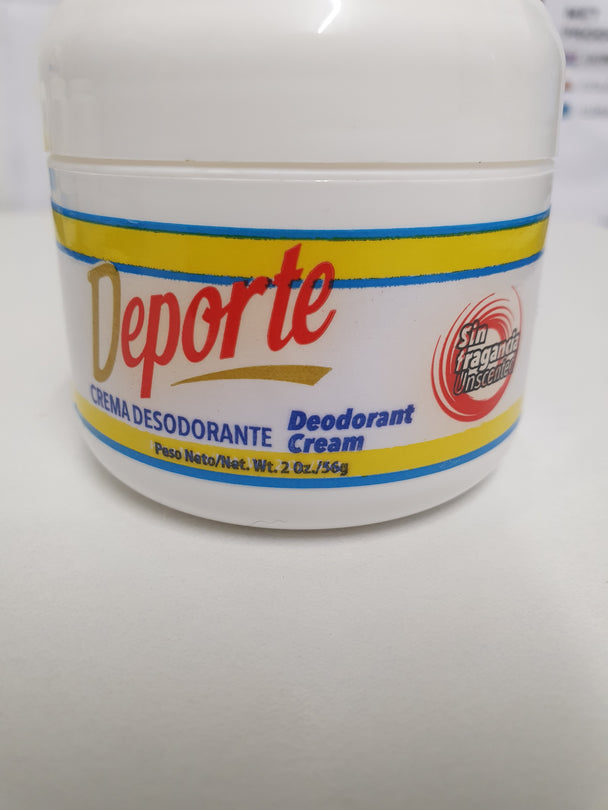 Deporte
CREMA DESODORANTE
Deodorant
Cream
Peso Neto/Net. Wt. 2 Oz./56g
Sin
fragancia
Unscented